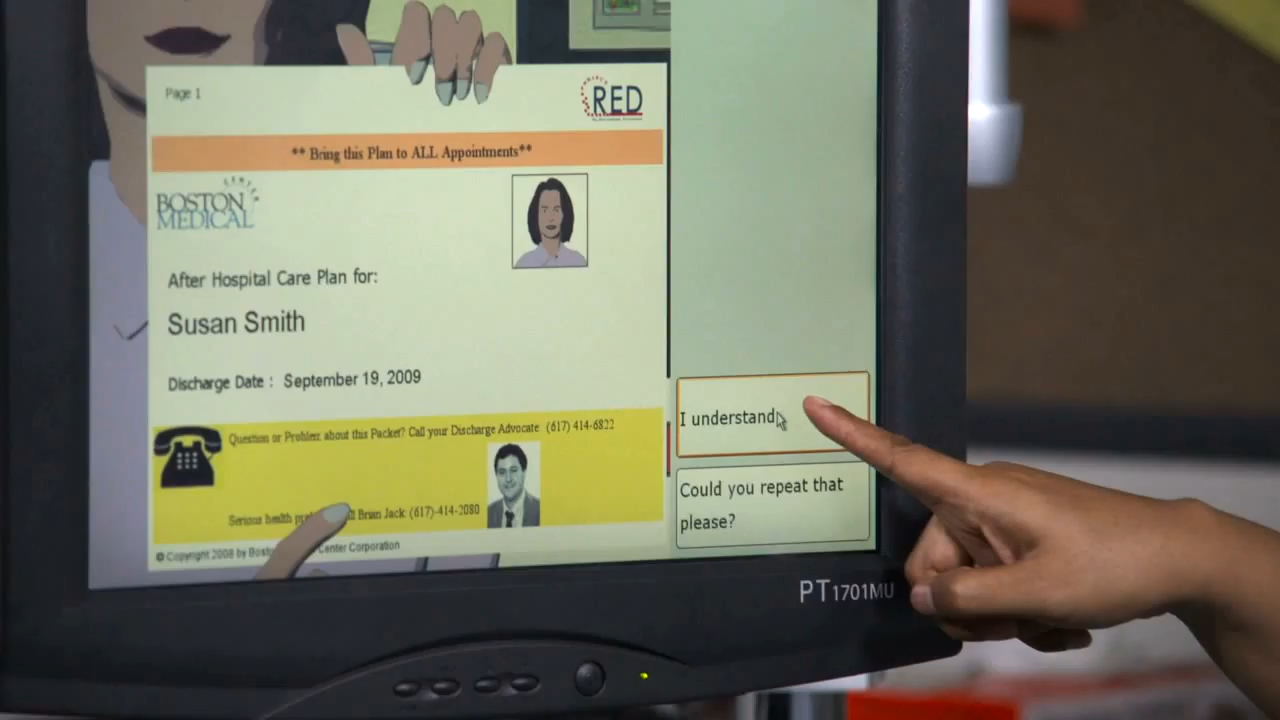 Page 1
RED
** Bring this Plan to ALL Appointments**
BOSTON
MEDICAL
CENTER
After Hospital Care Plan for:
Susan Smith
Discharge Date : September 19, 2009
Question or Problem about this Packet? Call your Discharge Advocate: (617) 414-6822
Serious health Brian Jack: (617)-414-2080
© Copyright 2008 by Center Corporation
I understand.
Could you repeat that
please?
PT1701MU